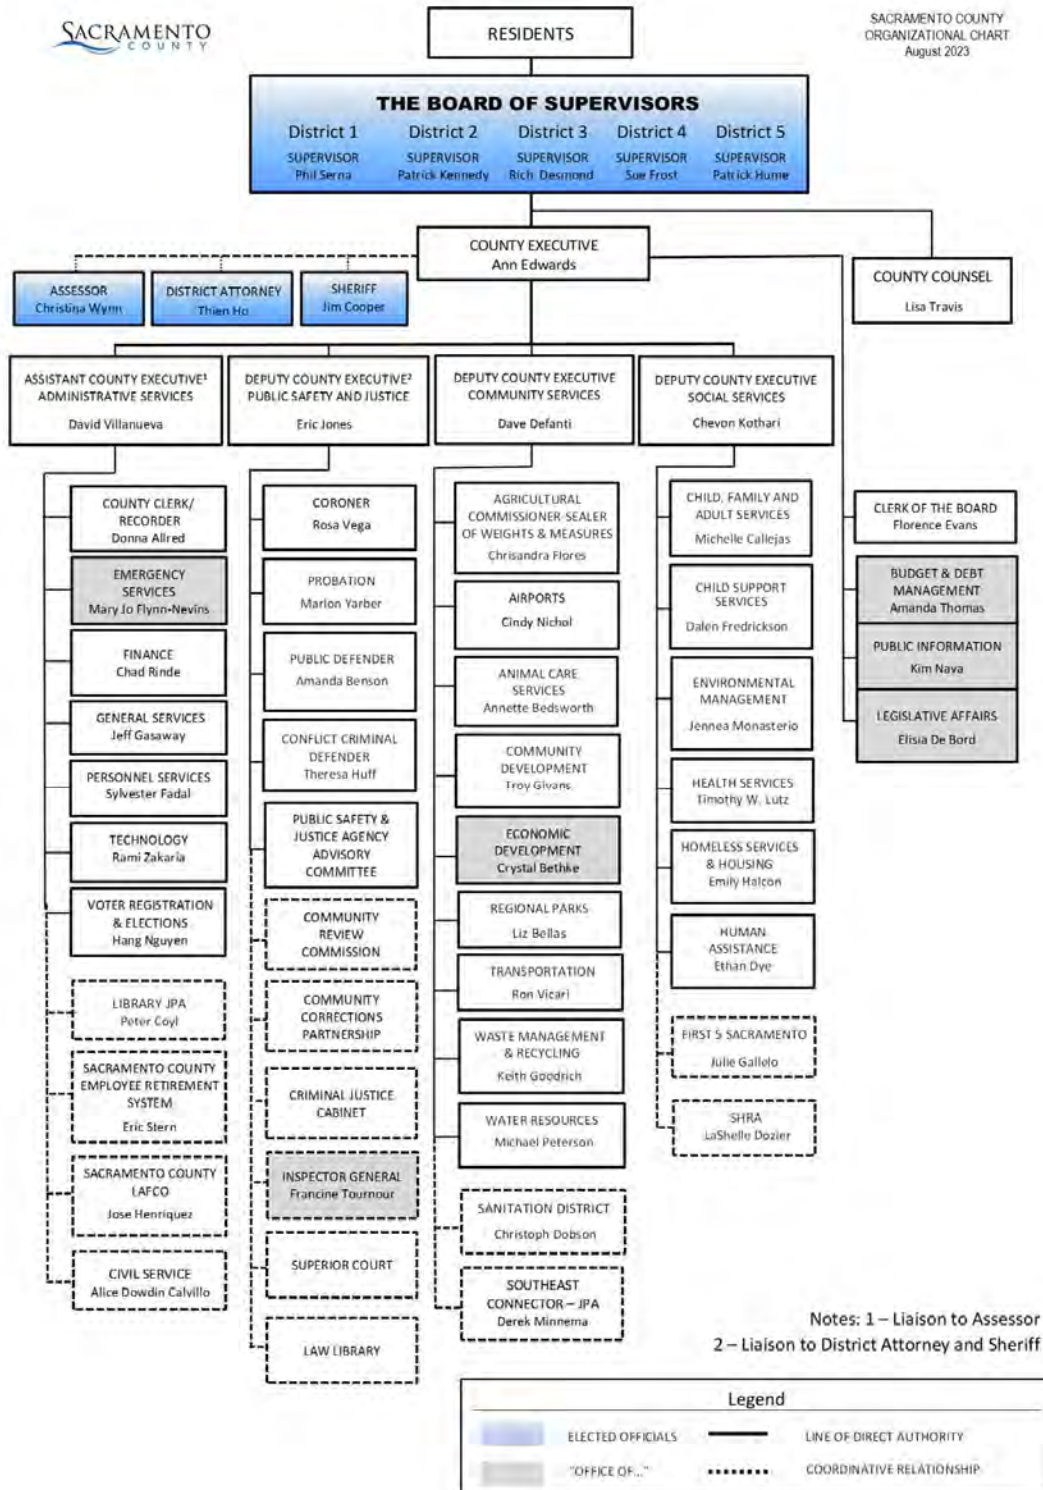 SACRAMENTO
COUNTY
RESIDENTS
SACRAMENTO COUNTY
ORGANIZATIONAL CHART
August 2023
THE BOARD OF SUPERVISORS
District 1
SUPERVISOR
Phil Serna
District 2
SUPERVISOR
Patrick Kennedy
District 3
SUPERVISOR
Rich Desmond
District 4
SUPERVISOR
Sue Frost
District 5
SUPERVISOR
Patrick Hume
COUNTY EXECUTIVE
Ann Edwards
COUNTY COUNSEL
Lisa Travis
ASSESSOR
Christina Wynn
DISTRICT ATTORNEY
Thien Ho
SHERIFF
Jim Cooper
ASSISTANT COUNTY EXECUTIVE¹
ADMINISTRATIVE SERVICES
David Villanueva
DEPUTY COUNTY EXECUTIVE²
PUBLIC SAFETY AND JUSTICE
Eric Jones
DEPUTY COUNTY EXECUTIVE
COMMUNITY SERVICES
Dave Defanti
DEPUTY COUNTY EXECUTIVE
SOCIAL SERVICES
Chevon Kothari
COUNTY CLERK/
RECORDER
Donna Allred
EMERGENCY
SERVICES
Mary Jo Flynn-Nevins
FINANCE
Chad Rinde
GENERAL SERVICES
Jeff Gasaway
PERSONNEL SERVICES
Sylvester Fadal
TECHNOLOGY
Rami Zakaria
VOTER REGISTRATION
& ELECTIONS
Hang Nguyen
LIBRARY JPA
Peter Coyl
SACRAMENTO COUNTY
EMPLOYEE RETIREMENT
SYSTEM
Eric Stern
SACRAMENTO COUNTY
LAFCO
Jose Henriquez
CIVIL SERVICE
Alice Dowdin Calvillo
CORONER
Rosa Vega
PROBATION
Marlon Yarber
PUBLIC DEFENDER
Amanda Benson
CONFLICT CRIMINAL
DEFENDER
Theresa Huff
PUBLIC SAFETY &
JUSTICE AGENCY
ADVISORY
COMMITTEE
COMMUNITY
REVIEW
COMMISSION
COMMUNITY
CORRECTIONS
PARTNERSHIP
CRIMINAL JUSTICE
CABINET
INSPECTOR GENERAL
Francine Tournour
SUPERIOR COURT
LAW LIBRARY
AGRICULTURAL
COMMISSIONER-SEALER
OF WEIGHTS & MEASURES
Chrisandra Flores
AIRPORTS
Cindy Nichol
ANIMAL CARE
SERVICES
Annette Bedsworth
COMMUNITY
DEVELOPMENT
Troy Givans
ECONOMIC
DEVELOPMENT
Crystal Bethke
REGIONAL PARKS
Liz Bellas
TRANSPORTATION
Ron Vicari
WASTE MANAGEMENT
& RECYCLING
Keith Goodrich
WATER RESOURCES
Michael Peterson
SANITATION DISTRICT
Christoph Dobson
SOUTHEAST
CONNECTOR – JPA
Derek Minnema
CHILD, FAMILY AND
ADULT SERVICES
Michelle Callejas
CHILD SUPPORT
SERVICES
Dalen Fredrickson
ENVIRONMENTAL
MANAGEMENT
Jennea Monasterio
HEALTH SERVICES
Timothy W. Lutz
HOMELESS SERVICES
& HOUSING
Emily Halcon
HUMAN
ASSISTANCE
Ethan Dye
FIRST 5 SACRAMENTO
Julie Gallelo
SHRA
LaShelle Dozier
CLERK OF THE BOARD
Florence Evans
BUDGET & DEBT
MANAGEMENT
Amanda Thomas
PUBLIC INFORMATION
Kim Nava
LEGISLATIVE AFFAIRS
Elisia De Bord
Notes: 1 – Liaison to Assessor
2 – Liaison to District Attorney and Sheriff
Legend
ELECTED OFFICIALS
LINE OF DIRECT AUTHORITY
"OFFICE OF..."
COORDINATIVE RELATIONSHIP